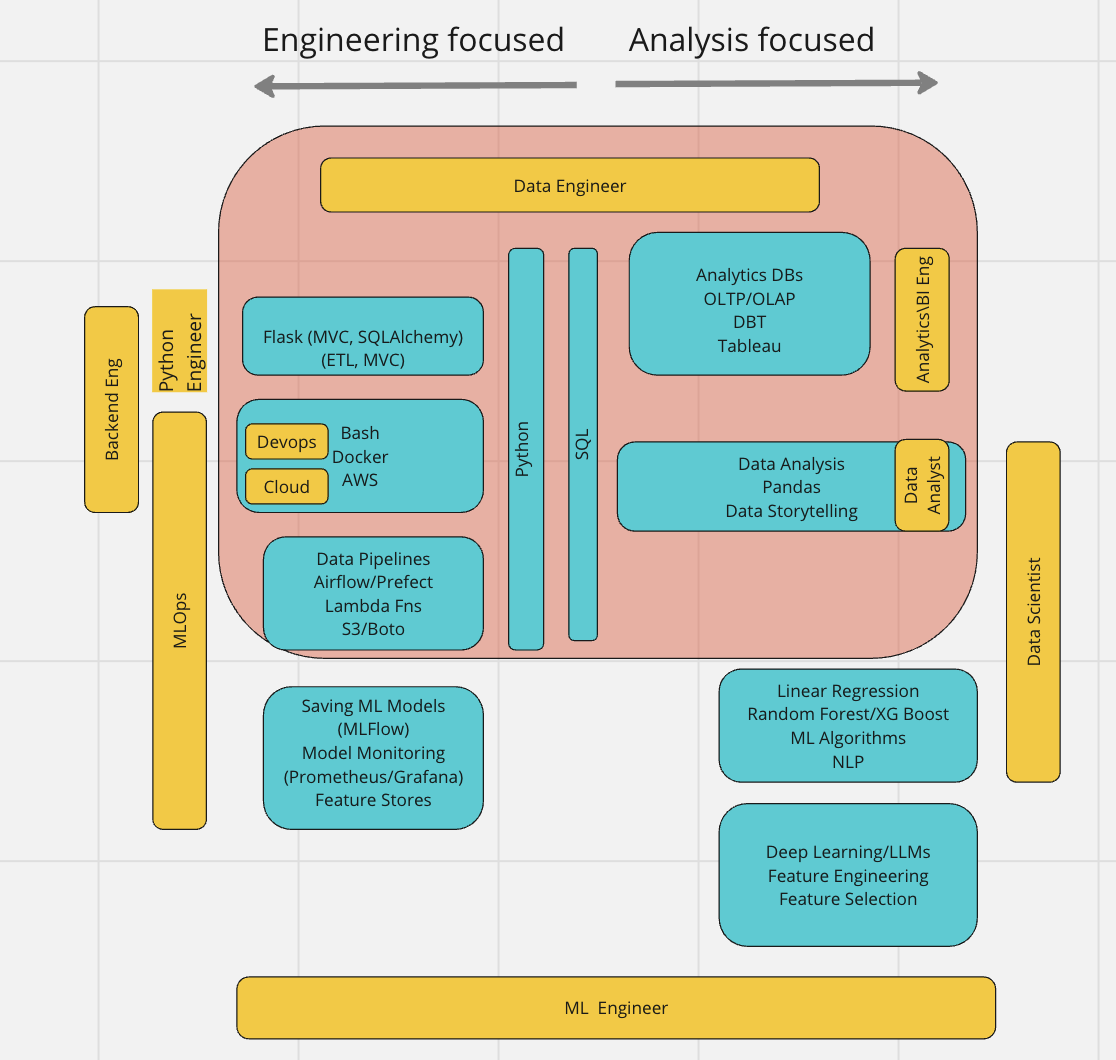 Engineering focused
Analysis focused
Data Engineer
Analytics DBs
OLTP/OLAP
DBT
Tableau
Analytics\BI Eng
Flask (MVC, SQLAlchemy)
(ETL, MVC)
Python
Engineer
Backend Eng
Devops
Cloud
Bash
Docker
AWS
Python
SQL
Data Analysis
Pandas
Data Storytelling
Data
Analyst
Data Pipelines
Airflow/Prefect
Lambda Fns
S3/Boto
MLOps
Data Scientist
Saving ML Models
(MLFlow)
Model Monitoring
(Prometheus/Grafana)
Feature Stores
Linear Regression
Random Forest/XG Boost
ML Algorithms
NLP
Deep Learning/LLMs
Feature Engineering
Feature Selection
ML  Engineer